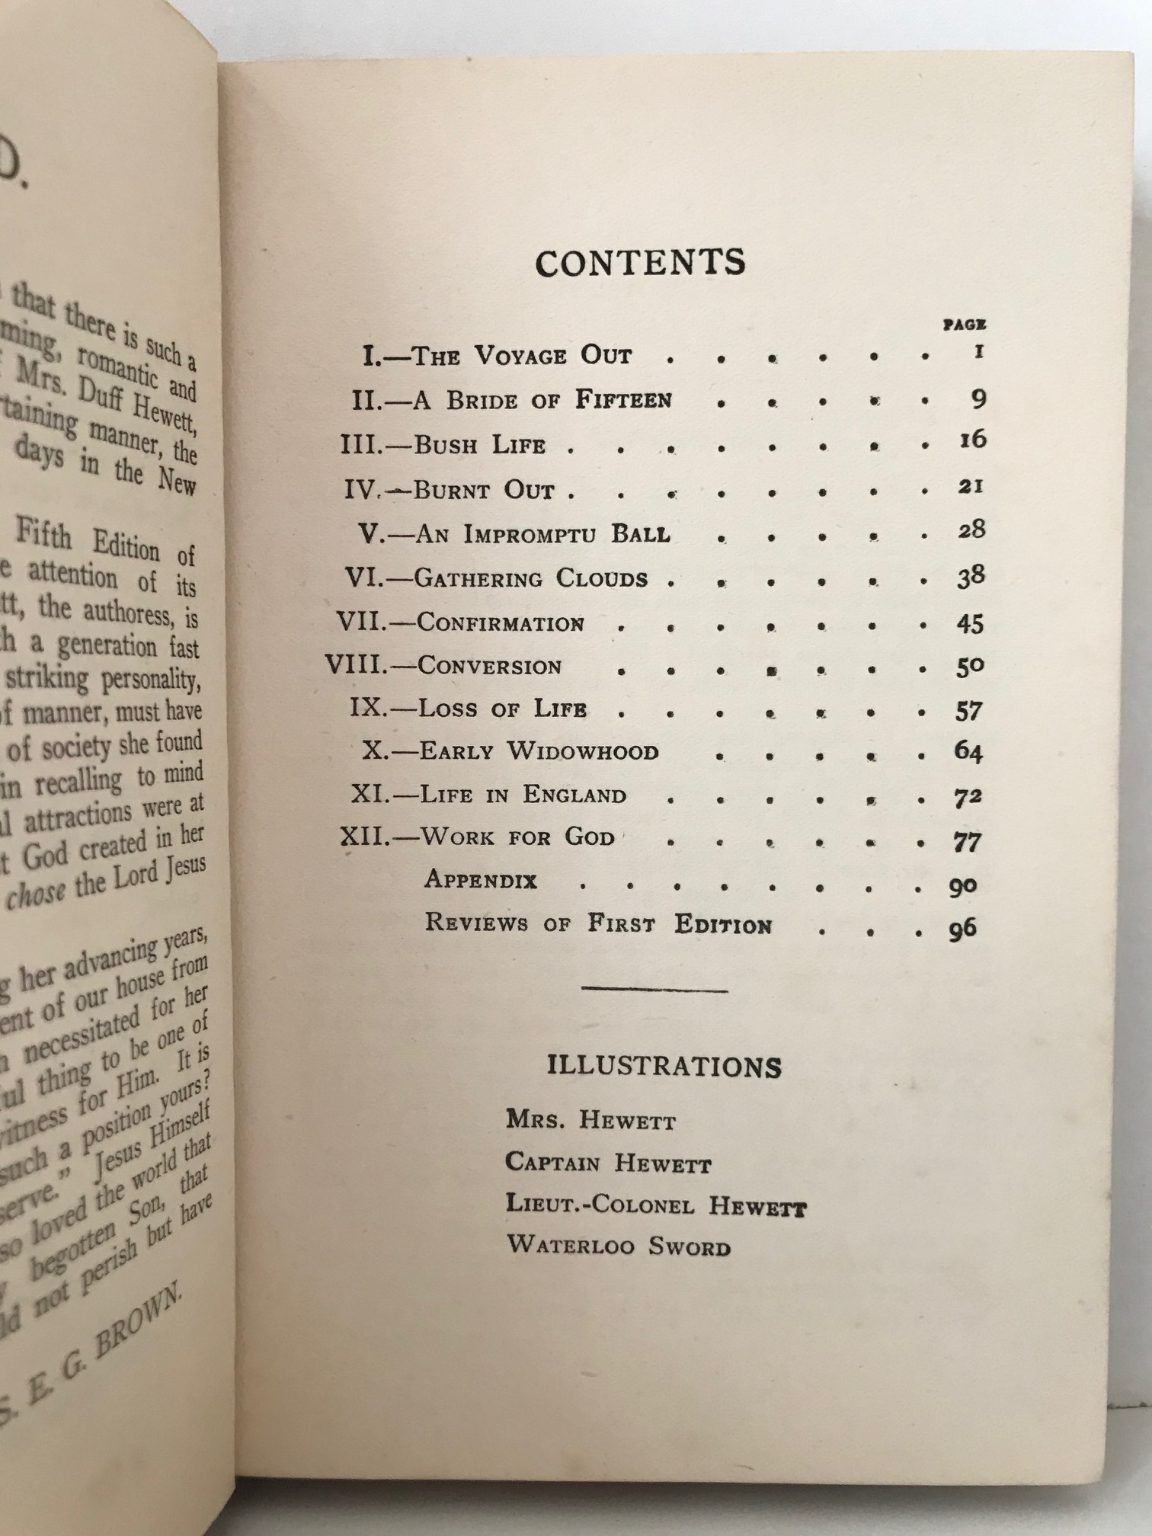 D.
that there is such a
ming, romantic and
Mrs. Duff Hewett,
rtaining manner, the
days in the New
Fifth Edition of
e attention of its
tt, the authoress, is
h a generation fast
striking personality,
of manner, must have
of society she found
in recalling to mind
al attractions were at
t God created in her
chose the Lord Jesus
g her advancing years,
ent of our house from
n necessitated for her
ful thing to be one of
witness for Him. It is
such a position yours?
serve." Jesus Himself
so loved the world that
y begotten Son, that
ld not perish but have
S. E. G. BROWN.
CONTENTS
PAGE
I.—THE VOYAGE OUT . . . . . . 1
II.—A BRIDE OF FIFTEEN . . . . . 9
III.—BUSH LIFE . . . . . . . . 16
IV.—BURNT OUT . . . . . . . . 21
V.—AN IMPROMPTU BALL . . . . . 28
VI.—GATHERING CLOUDS . . . . . . 38
VII.—CONFIRMATION . . . . . . . 45
VIII.—CONVERSION . . . . . . . 50
IX.—LOSS OF LIFE . . . . . . . 57
X.—EARLY WIDOWHOOD . . . . . 64
XI.—LIFE IN ENGLAND . . . . . . 72
XII.—WORK FOR GOD . . . . . . 77
APPENDIX . . . . . . . . 90
REVIEWS OF FIRST EDITION . . . 96
ILLUSTRATIONS
MRS. HEWETT
CAPTAIN HEWETT
LIEUT.-COLONEL HEWETT
WATERLOO SWORD